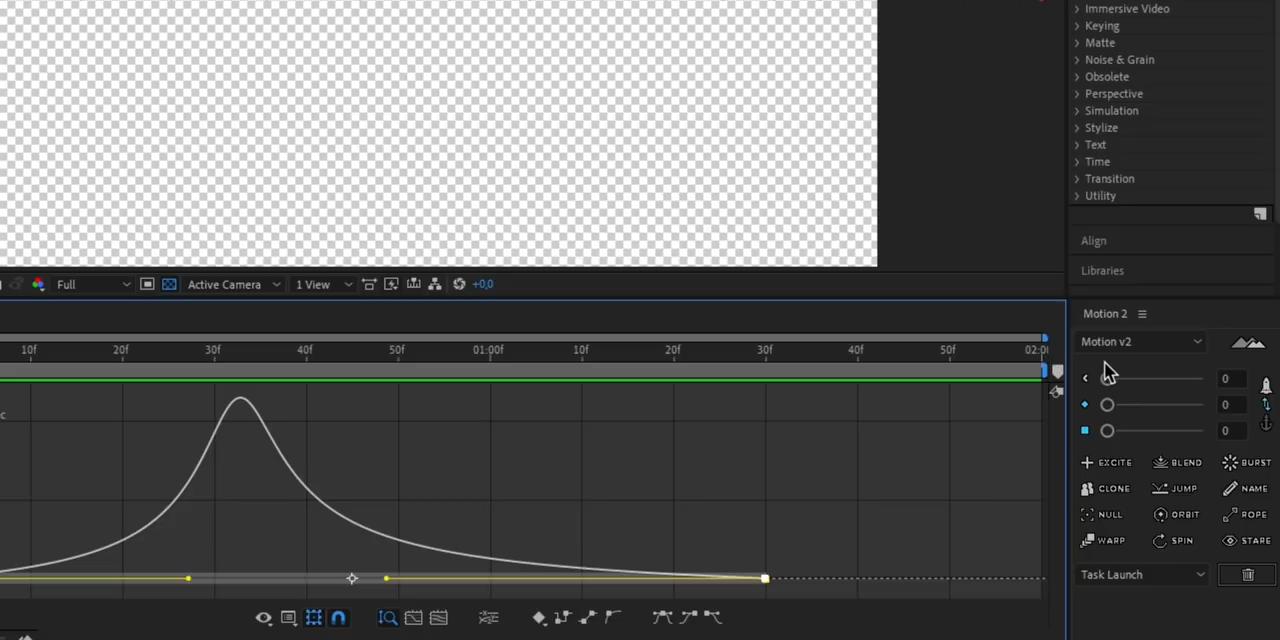 Immersive Video
Keying
Matte
Noise & Grain
Obsolete
Perspective
Simulation
Stylize
Text
Time
Transition
Utility
Align
Libraries
Full
Active Camera
1 View
+0,0
Motion 2
Motion v2
10f 20f 30f 40f 50f 01:00f 10f 20f 30f 40f 50f 02:0
c
0
0
0
EXCITE BLEND BURST
CLONE JUMP NAME
NULL ORBIT ROPE
WARP SPIN STARE
Task Launch